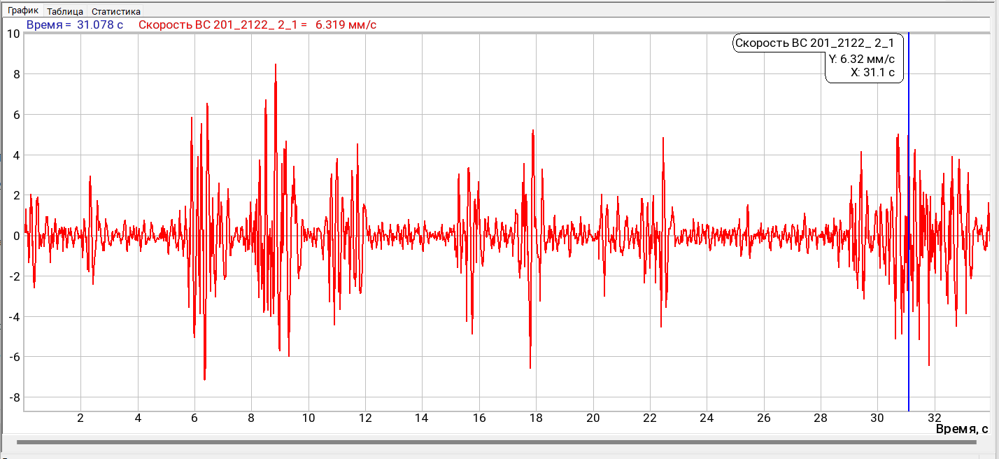 График Таблица Статистика
Время = 31.078 с Скорость ВС 201_2122_ 2_1 = 6.319 мм/с
10
Скорость ВС 201_2122_ 2_1
Y: 6.32 мм/с
X: 31.1 с
8
6
4
2
0
-2
-4
-6
-8
2 4 6 8 10 12 14 16 18 20 22 24 26 28 30 32
Время, с